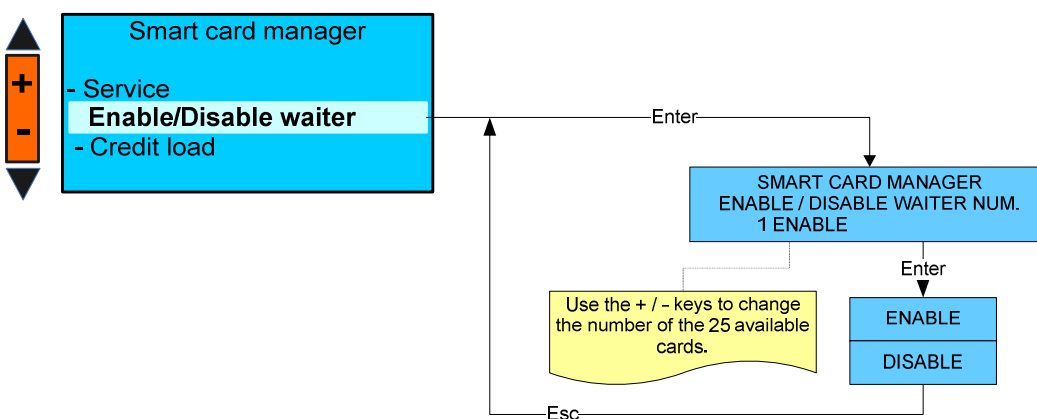 Smart card manager
+
-
- Service
Enable/Disable waiter
- Credit load
Enter
SMART CARD MANAGER
ENABLE / DISABLE WAITER NUM.
1 ENABLE
Enter
Use the + / - keys to change
the number of the 25 available
cards.
ENABLE
DISABLE
Esc